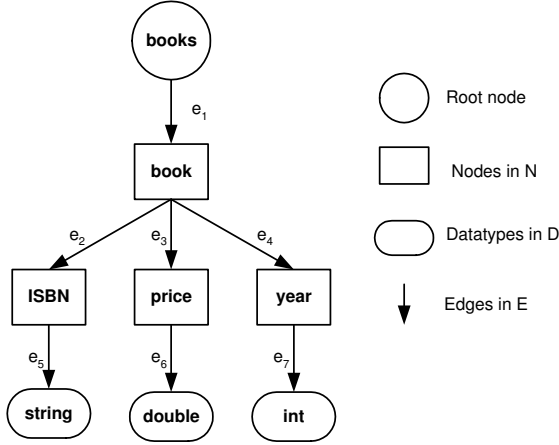 books
e1
Root node
book
Nodes in N
e2
e3
e4
Datatypes in D
ISBN
price
year
Edges in E
e5
e6
e7
string
double
int